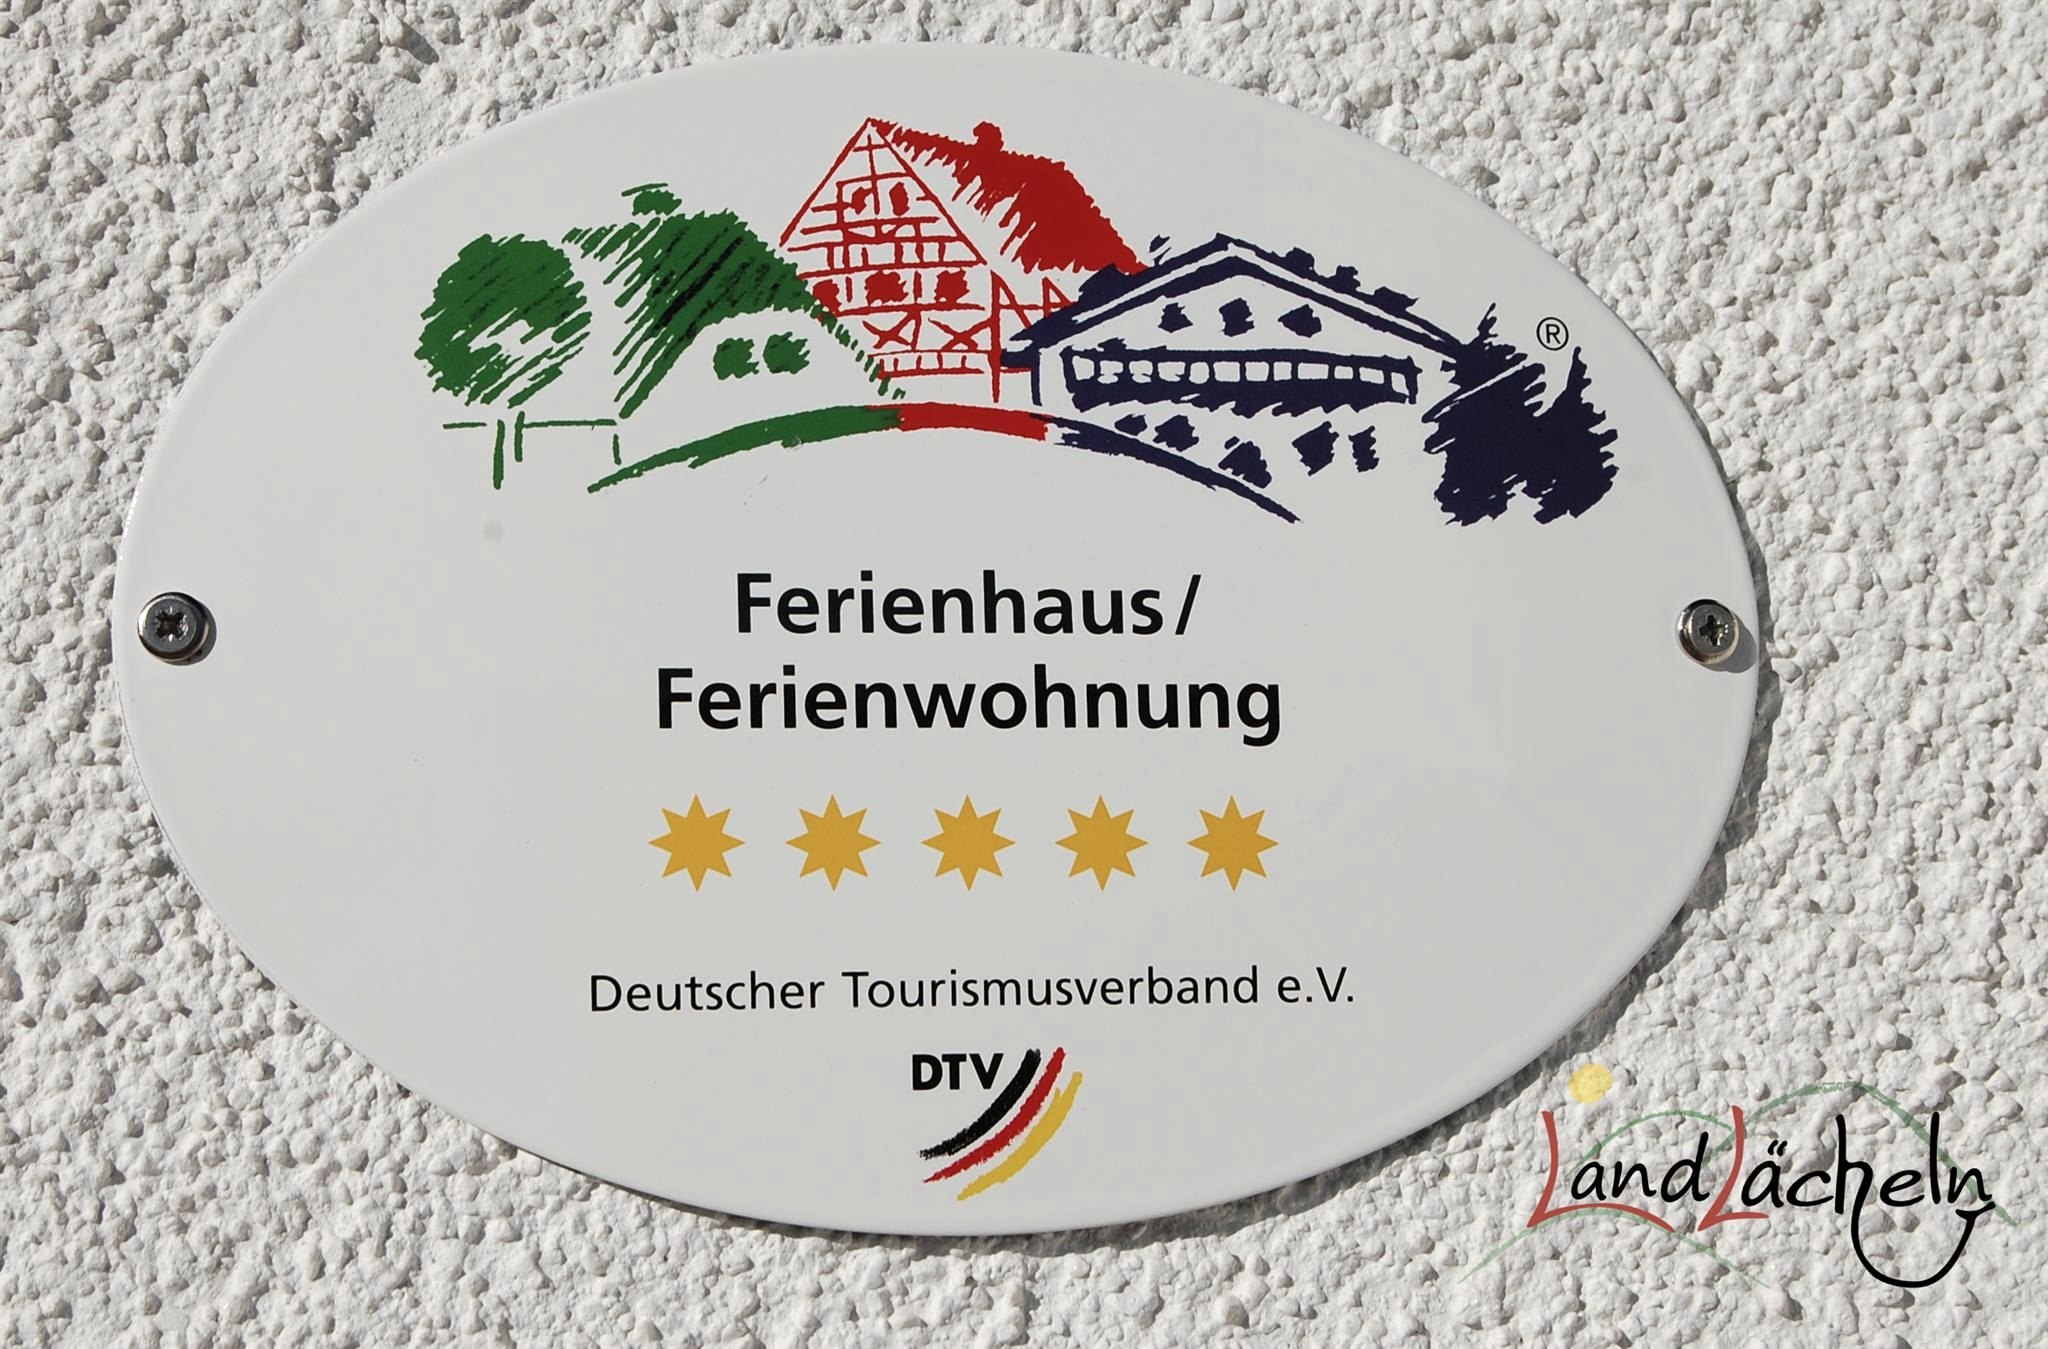 ®
Ferienhaus/
Ferienwohnung
Deutscher Tourismusverband e.V.
DTV
LandLächeln